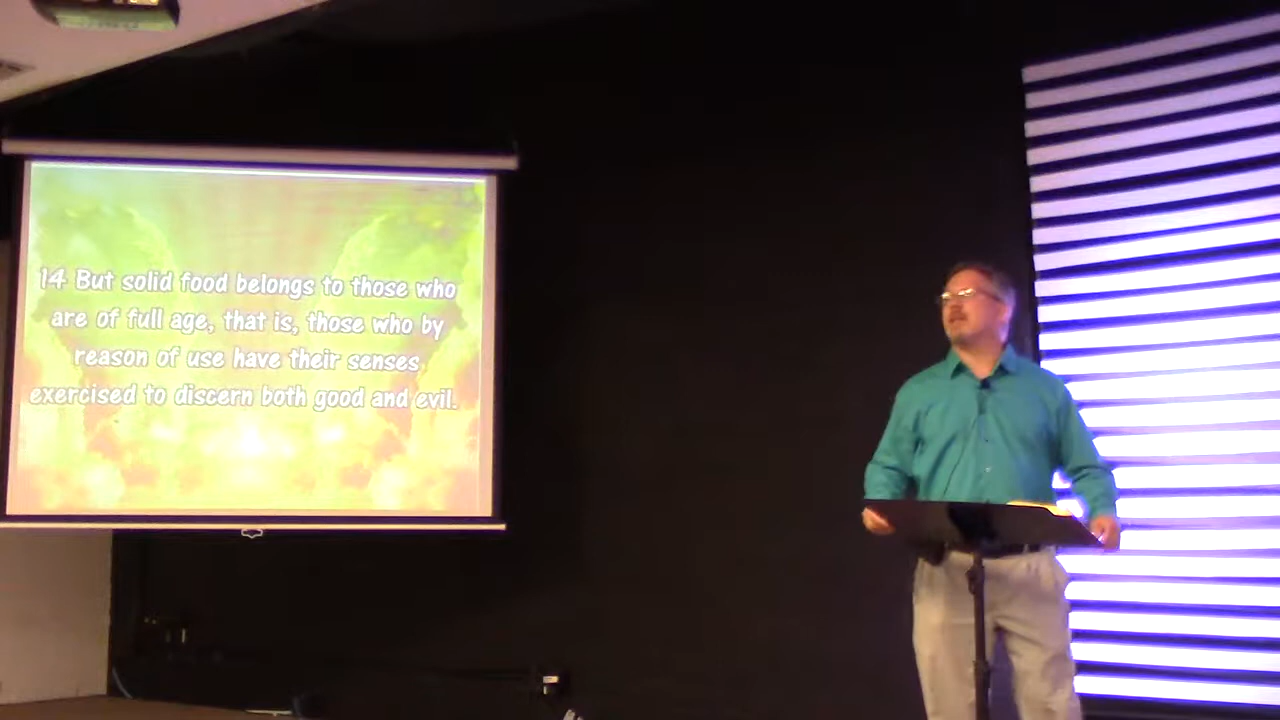 14 But solid food belongs to those who
are of full age, that is, those who by
reason of use have their senses
exercised to discern both good and evil.